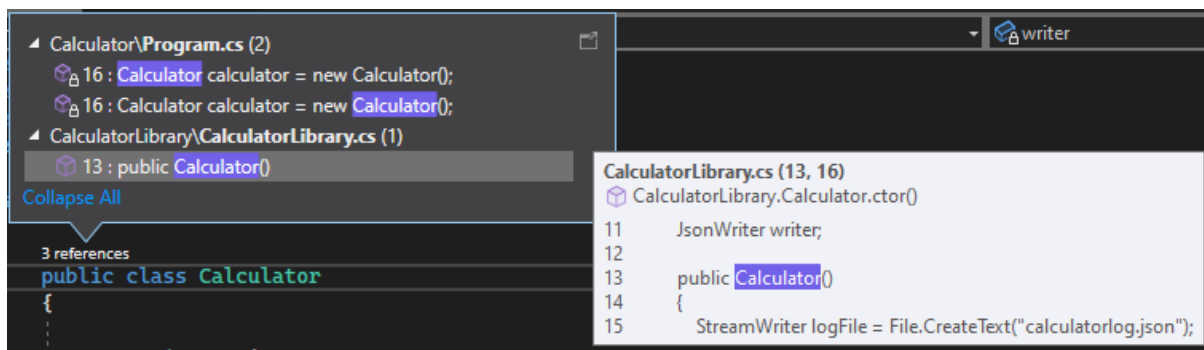 Calculator\Program.cs (2)
16 : Calculator calculator = new Calculator();
16 : Calculator calculator = new Calculator();
CalculatorLibrary\CalculatorLibrary.cs (1)
13 : public Calculator()
Collapse All
writer
CalculatorLibrary.cs (13, 16)
CalculatorLibrary.Calculator.ctor()
11 JsonWriter writer;
12
13 public Calculator()
14 {
15 StreamWriter logFile = File.CreateText("calculatorlog.json");
3 references
public class Calculator
{